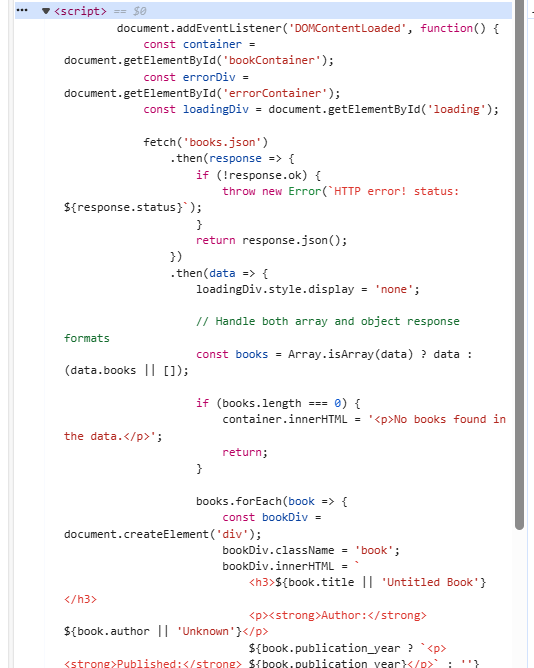 ••• ▼<script> == $0
document.addEventListener('DOMContentLoaded', function() {
const container =
document.getElementById('bookContainer');
const errorDiv =
document.getElementById('errorContainer');
const loadingDiv = document.getElementById('loading');
fetch('books.json')
.then(response => {
if (!response.ok) {
throw new Error(`HTTP error! status:
${response.status}`);
}
return response.json();
})
.then(data => {
loadingDiv.style.display = 'none';
// Handle both array and object response
formats
const books = Array.isArray(data) ? data :
(data.books || []);
if (books.length === 0) {
container.innerHTML = '<p>No books found in
the data.</p>';
return;
}
books.forEach(book => {
const bookDiv =
document.createElement('div');
bookDiv.className = 'book';
bookDiv.innerHTML = `
<h3>${book.title || 'Untitled Book'}
</h3>
<p><strong>Author:</strong>
${book.author || 'Unknown'}</p>
${book.publication_year ? `<p>
<strong>Published:</strong> ${book.publication_year}</p>` : ''}